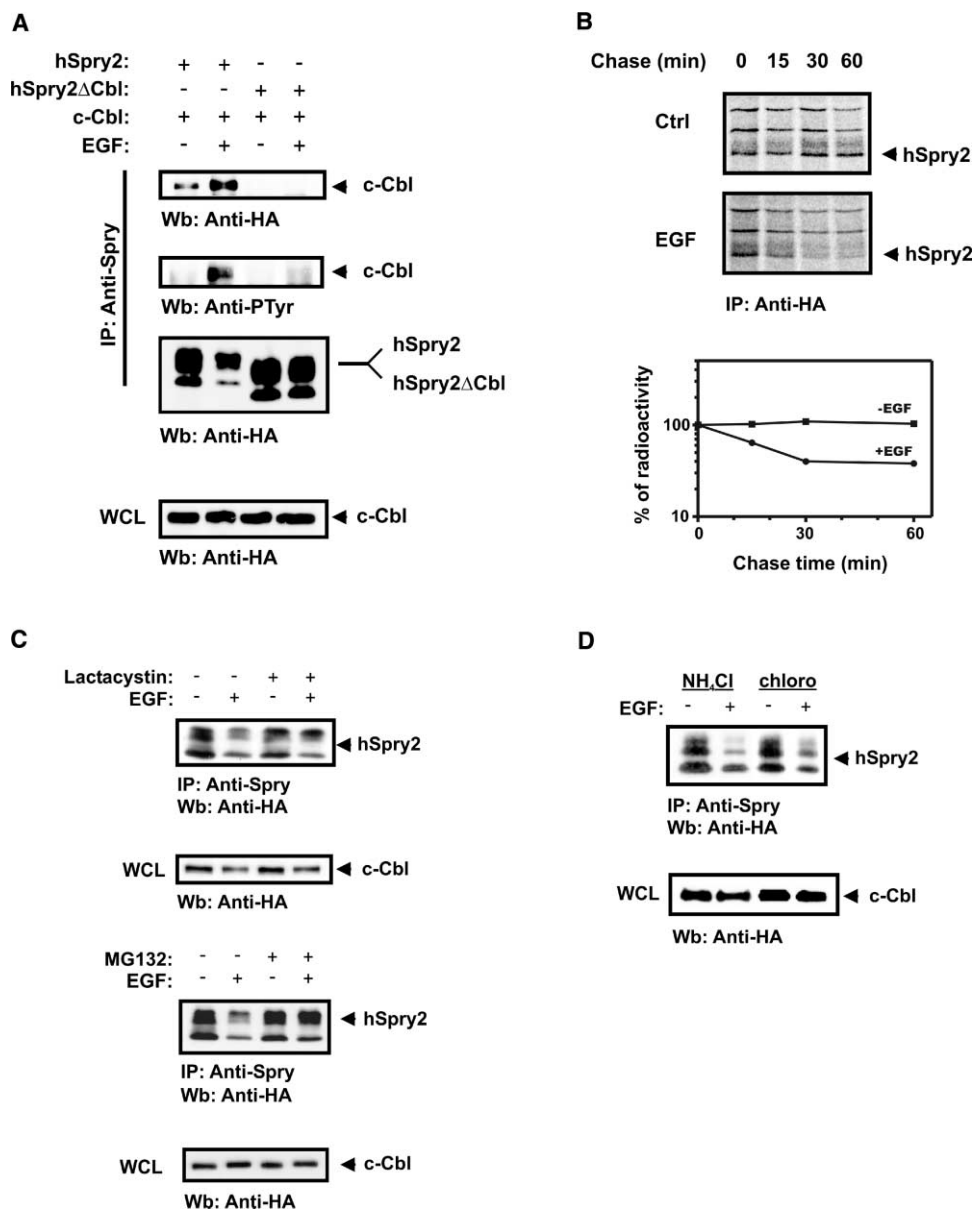 A
hSpry2: + + - -
hSpry2ΔCbl: - - + +
c-Cbl: + + + +
EGF: - + - +
IP: Anti-Spry
c-Cbl
Wb: Anti-HA
c-Cbl
Wb: Anti-PTyr
hSpry2
hSpry2ΔCbl
Wb: Anti-HA
WCL
c-Cbl
Wb: Anti-HA
B
Chase (min) 0 15 30 60
Ctrl
hSpry2
EGF
hSpry2
IP: Anti-HA
% of radioactivity
100
10
-EGF
+EGF
0 30 60
Chase time (min)
C
Lactacystin: - - + +
EGF: - + - +
hSpry2
IP: Anti-Spry
Wb: Anti-HA
WCL
c-Cbl
Wb: Anti-HA
MG132: - - + +
EGF: - + - +
hSpry2
IP: Anti-Spry
Wb: Anti-HA
WCL
c-Cbl
Wb: Anti-HA
D
NH₄Cl chloro
EGF: - + - +
hSpry2
IP: Anti-Spry
Wb: Anti-HA
WCL
c-Cbl
Wb: Anti-HA